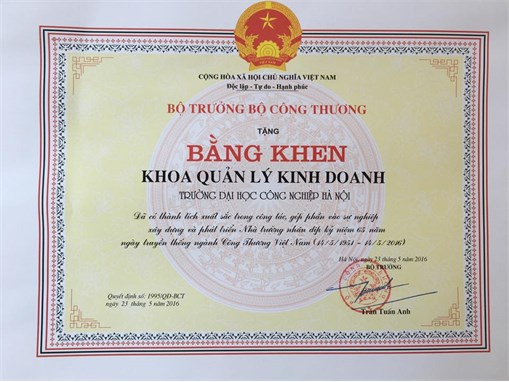 CỘNG HÒA XÃ HỘI CHỦ NGHĨA VIỆT NAM
Độc lập - Tự do - Hạnh phúc
BỘ TRƯỞNG BỘ CÔNG THƯƠNG
TẶNG
BẰNG KHEN
KHOA QUẢN LÝ KINH DOANH
TRƯỜNG ĐẠI HỌC CÔNG NGHIỆP HÀ NỘI
Đã có thành tích xuất sắc trong công tác, góp phần vào sự nghiệp
xây dựng và phát triển Nhà trường nhân dịp kỷ niệm 65 năm
ngày truyền thống ngành Công Thương Việt Nam (14/5/1951 - 14/5/2016)
Hà Nội, ngày 23 tháng 5 năm 2016
BỘ TRƯỞNG
Quyết định số: 1995/QĐ-BCT
ngày 23 tháng 5 năm 2016
Trần Tuấn Anh